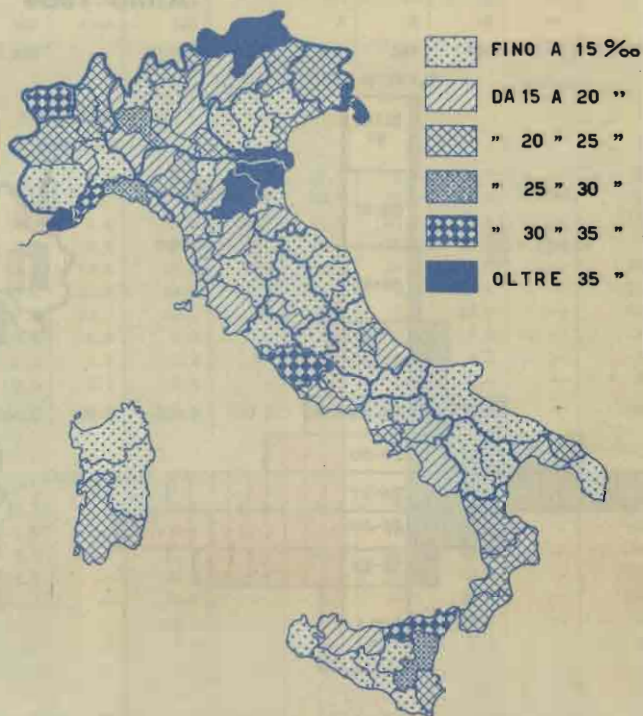 FINO A 15 ‰
DA 15 A 20 "
" 20 " 25 "
" 25 " 30 "
" 30 " 35 "
OLTRE 35 "